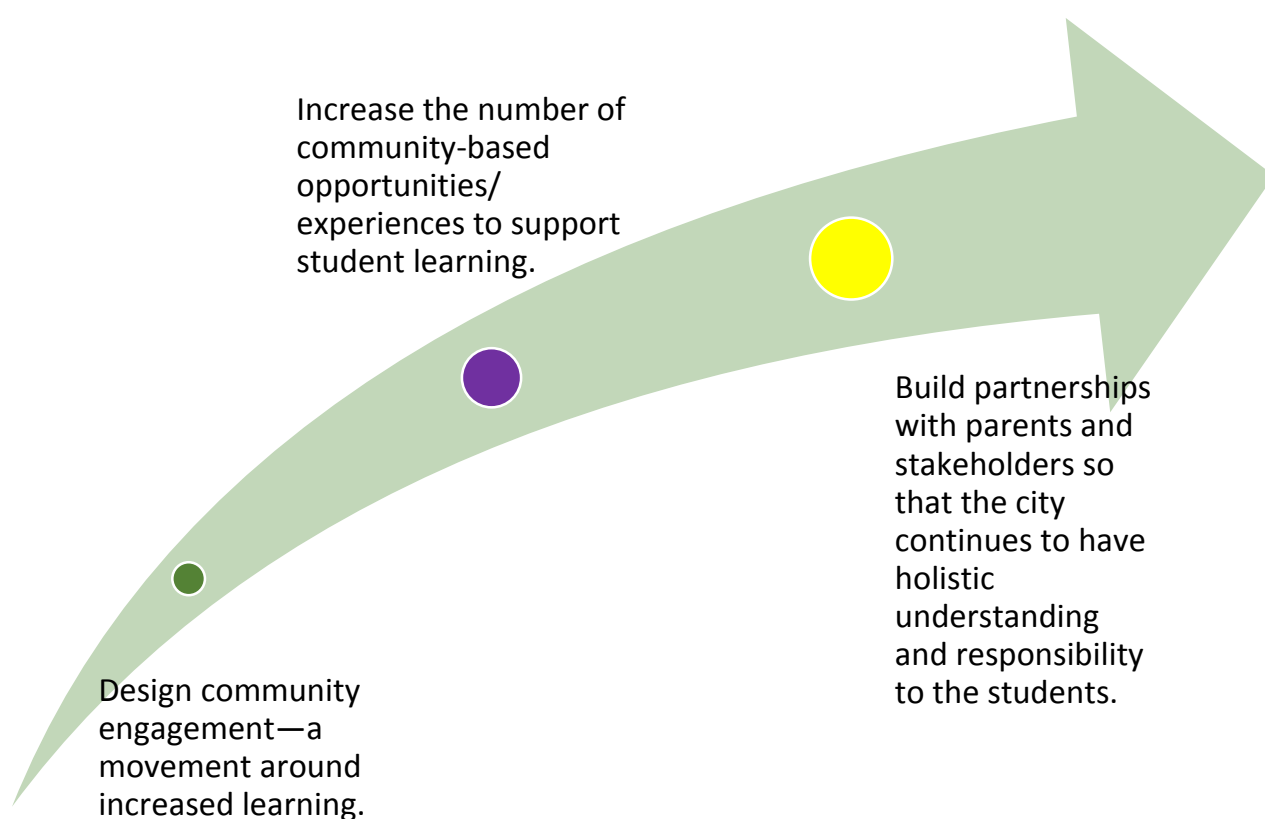 Increase the number of
community-based
opportunities/
experiences to support
student learning.
Build partnerships
with parents and
stakeholders so
that the city
continues to have
holistic
understanding
and responsibility
to the students.
Design community
engagement—a
movement around
increased learning.